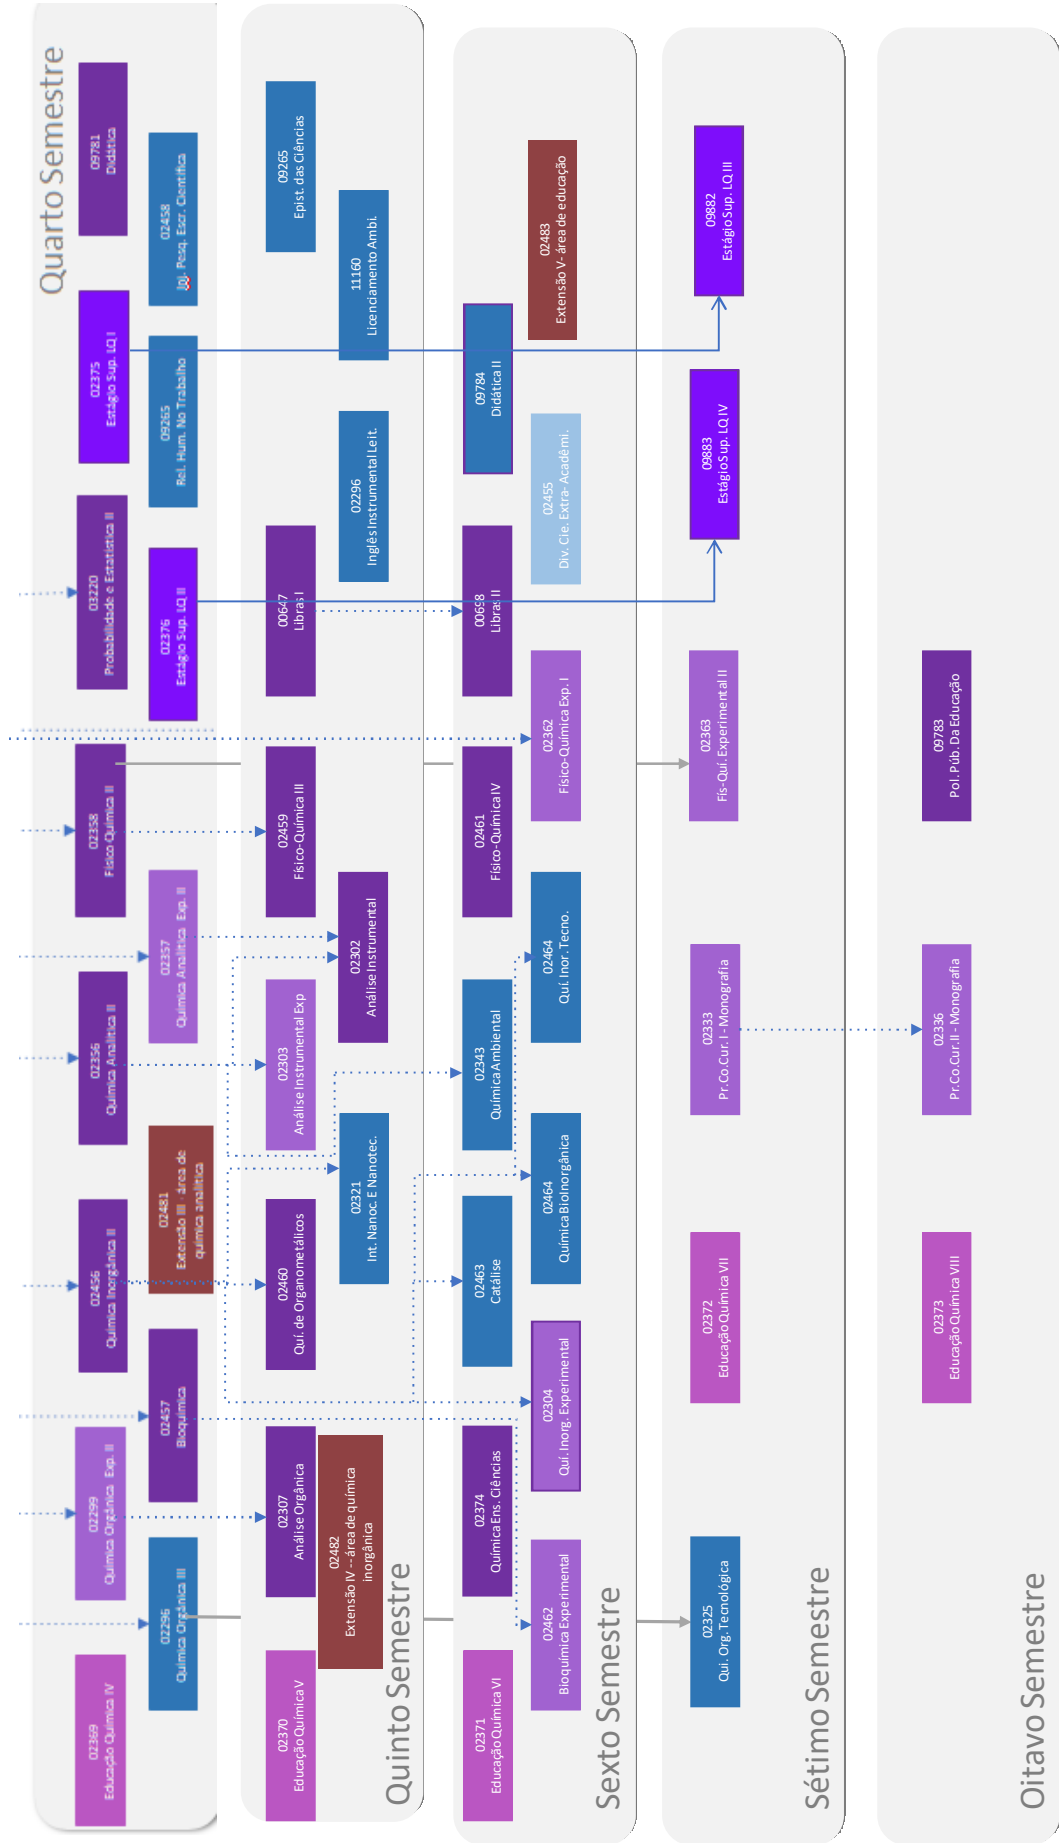 Quarto Semestre
02369
Educação Química IV
02299
Química Orgânica Exp. II
02456
Química Inorgânica II
02356
Química Analítica II
02358
Físico Química II
03220
Probabilidade e Estatística II
02375
Estágio Sup. LQ I
09781
Didática
02296
Química Orgânica III
02457
Bioquímica
02481
Extensão III - área de
química analítica
02357
Química Analítica Exp. II
02376
Estágio Sup. LQ II
09265
Rel. Hum. No Trabalho
02458
Pesq. Escr. Científica
Quinto Semestre
02370
Educação Química V
02307
Análise Orgânica
02460
Quí. de Organometálicos
02303
Análise Instrumental Exp
02459
Físico-Química III
00647
Libras I
09265
Epist. das Ciências
02482
Extensão IV -- área de química
inorgânica
02321
Int. Nanoc. E Nanotec.
02302
Análise Instrumental
02296
Inglês Instrumental Leit.
11160
Licenciamento Ambi.
Sexto Semestre
02371
Educação Química VI
02374
Química Ens. Ciências
02463
Catálise
02343
Química Ambiental
02461
Físico-Química IV
00698
Libras II
09784
Didática II
02462
Bioquímica Experimental
02304
Quí. Inorg. Experimental
02464
Química BioInorgânica
02464
Quí. Inor. Tecno.
02362
Físico-Química Exp. I
02455
Div. Cie. Extra- Acadêmi.
02483
Extensão V- área de educação
Sétimo Semestre
02325
Quí. Org. Tecnológica
02372
Educação Química VII
02333
Pr.Co.Cur. I - Monografia
02363
Fís-Quí. Experimental II
09883
Estágio Sup. LQ IV
09882
Estágio Sup. LQ III
Oitavo Semestre
02373
Educação Química VIII
02336
Pr.Co.Cur.II - Monografia
09783
Pol. Púb. Da Educação